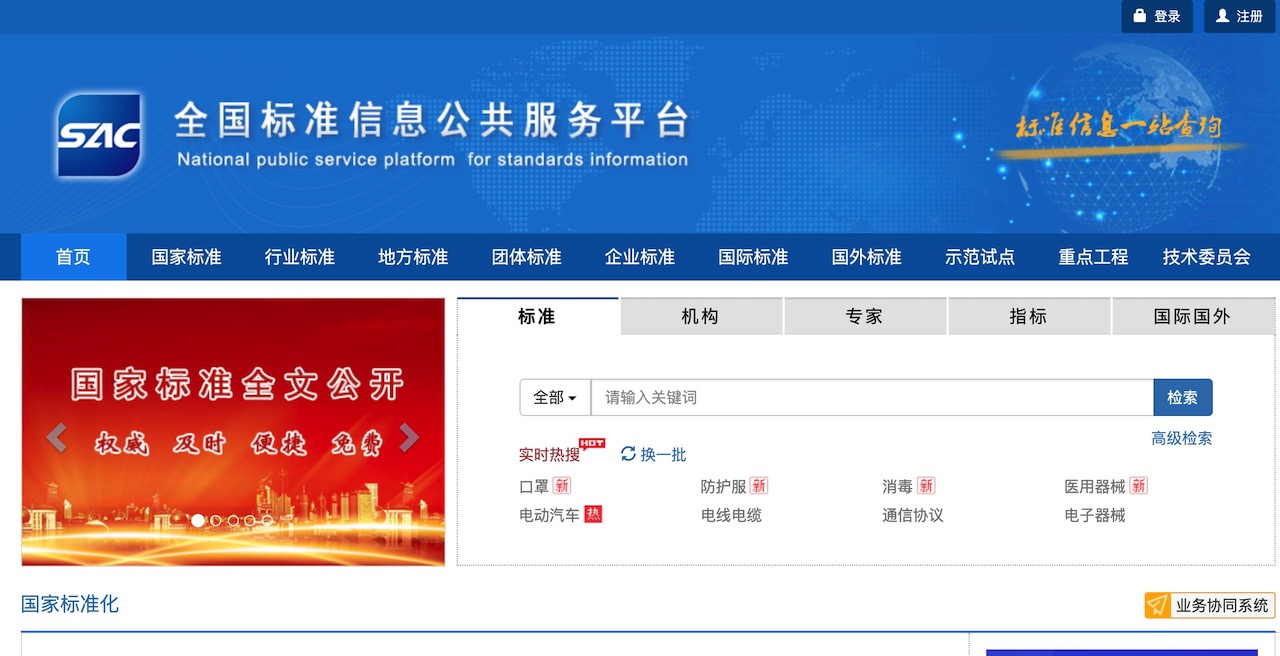 登录 注册
SAC
全国标准信息公共服务平台
National public service platform for standards information
标准信息一站查询
首页 国家标准 行业标准 地方标准 团体标准 企业标准 国际标准 国外标准 示范试点 重点工程 技术委员会
国家标准全文公开
权威 及时 便捷 免费
标准 机构 专家 指标 国际国外
全部 请输入关键词 检索
高级检索
实时热搜 HOT 换一批
口罩 新 防护服 新 消毒 新 医用器械 新
电动汽车 热 电线电缆 通信协议 电子器械
国家标准化 业务协同系统